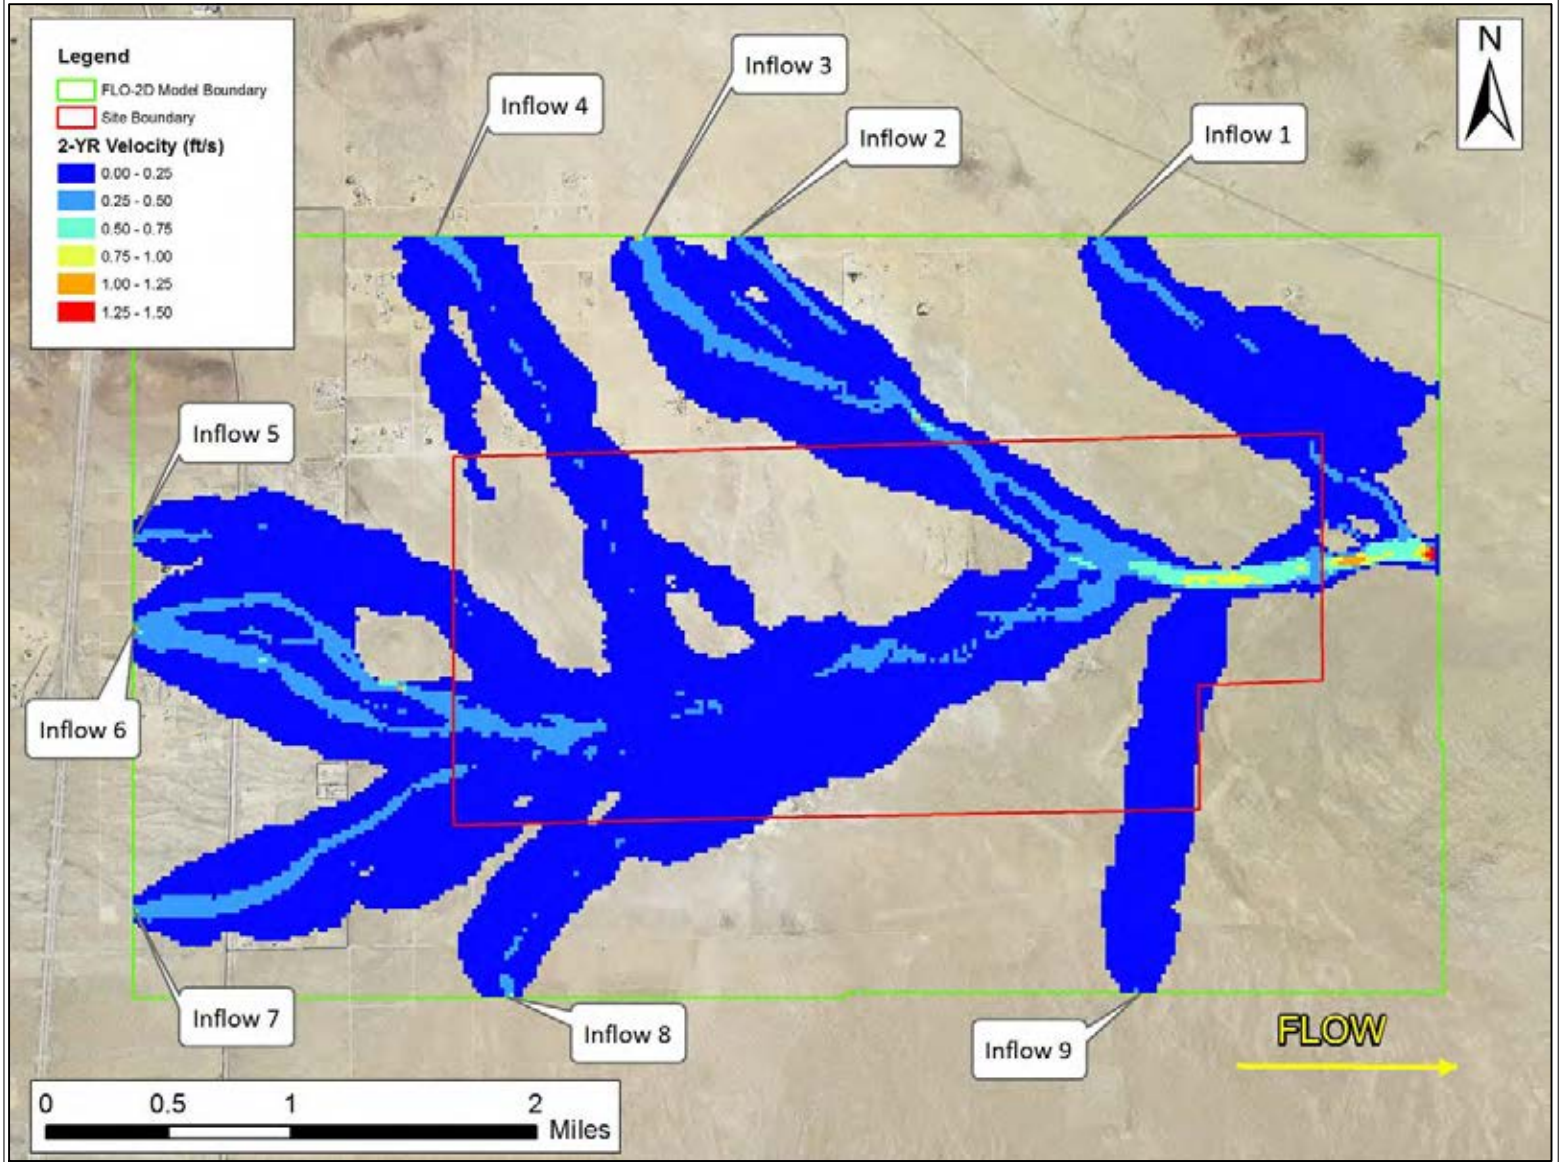 Legend
FLO-2D Model Boundary
Site Boundary
2-YR Velocity (ft/s)
0.00 - 0.25
0.25 - 0.50
0.50 - 0.75
0.75 - 1.00
1.00 - 1.25
1.25 - 1.50
N
Inflow 3
Inflow 4
Inflow 2
Inflow 1
Inflow 5
Inflow 6
Inflow 7
Inflow 8
Inflow 9
FLOW
0 0.5 1 2
Miles